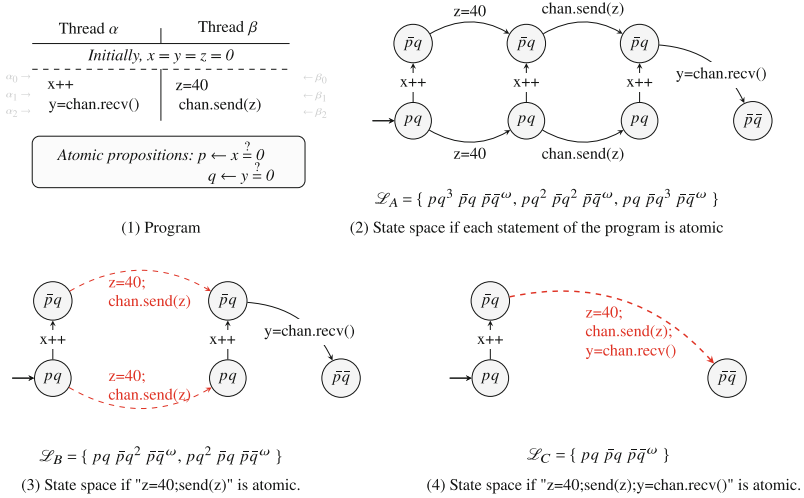 Thread α Thread β
Initially, x = y = z = 0
α₀ → x++ z=40 ← β₀
α₁ → y=chan.recv() chan.send(z) ← β₁
α₂ → ← β₂
Atomic propositions: p ← x ≟ 0
q ← y ≟ 0
(1) Program
z=40 chan.send(z)
p̄q p̄q p̄q
y=chan.recv()
x++ x++ x++
pq pq pq p̄q̄
z=40 chan.send(z)
ℒ_A = { pq³ p̄q p̄q̄^ω, pq² p̄q² p̄q̄^ω, pq p̄q³ p̄q̄^ω }
(2) State space if each statement of the program is atomic
z=40;
chan.send(z)
p̄q p̄q
y=chan.recv()
x++ x++
z=40;
chan.send(z)
pq pq p̄q̄
ℒ_B = { pq p̄q² p̄q̄^ω, pq² p̄q p̄q̄^ω }
(3) State space if "z=40;send(z)" is atomic.
p̄q
z=40;
chan.send(z);
y=chan.recv()
x++
pq p̄q̄
ℒ_C = { pq p̄q p̄q̄^ω }
(4) State space if "z=40;send(z);y=chan.recv()" is atomic.